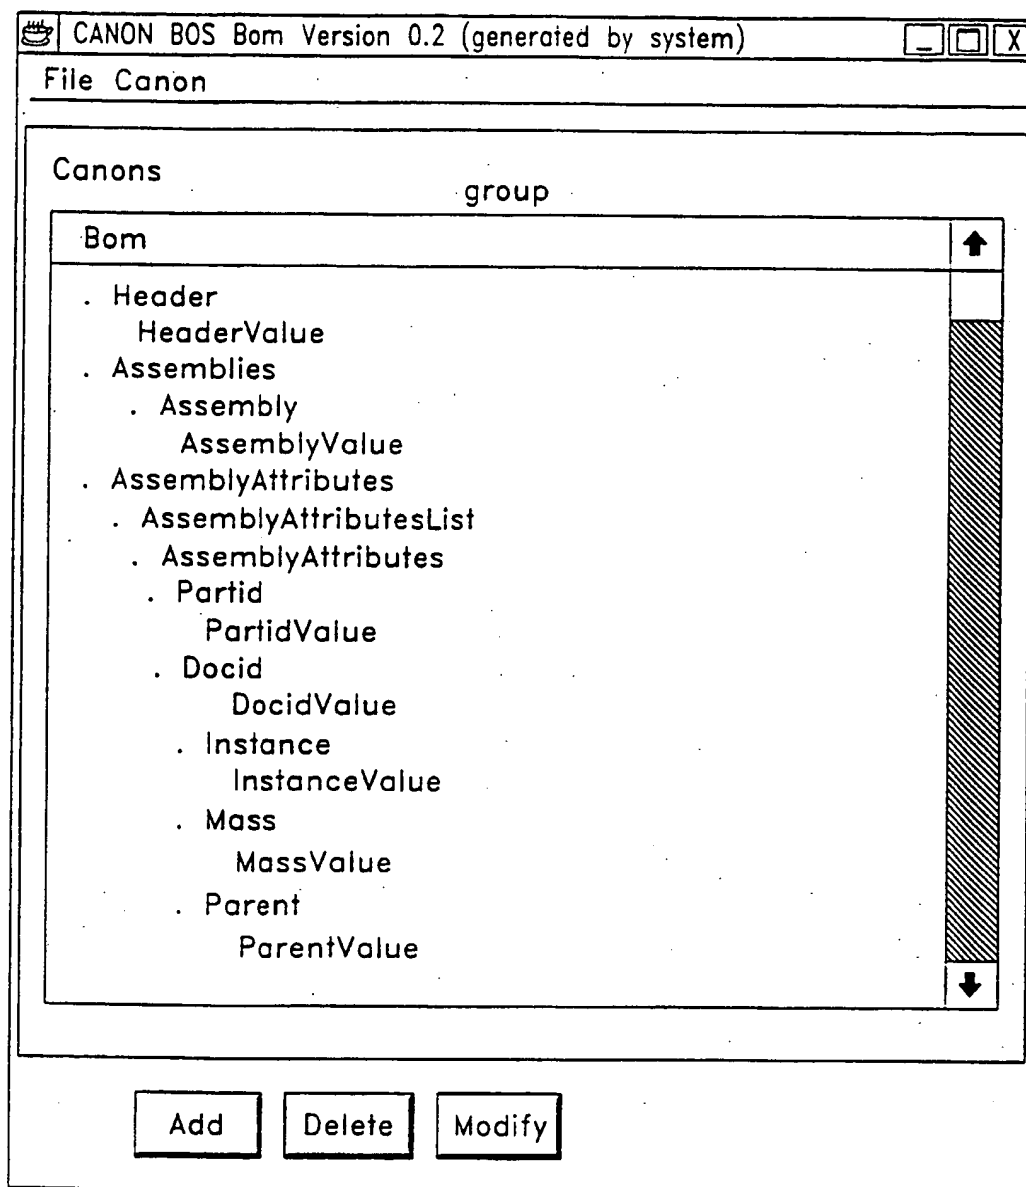 CANON BOS Bom Version 0.2 (generated by system) _ X
File Canon
Canons
group
Bom
. Header
HeaderValue
. Assemblies
. Assembly
AssemblyValue
. AssemblyAttributes
. AssemblyAttributesList
. AssemblyAttributes
. Partid
PartidValue
. Docid
DocidValue
. Instance
InstanceValue
. Mass
MassValue
. Parent
ParentValue
Add Delete Modify